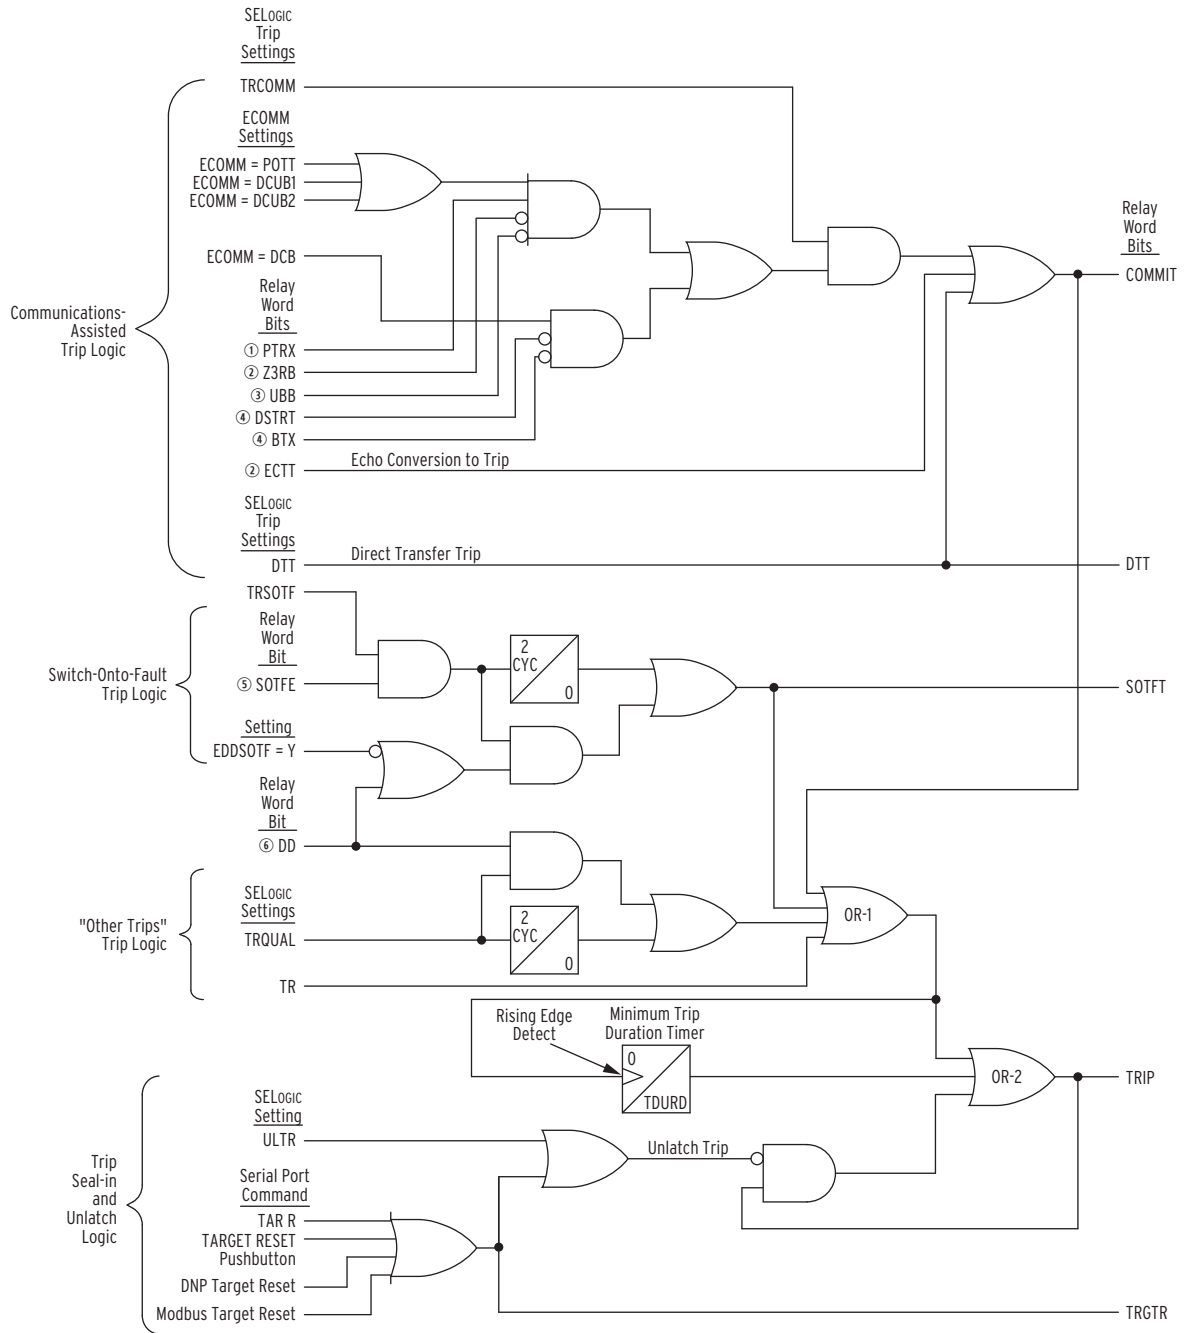 SELOGIC
Trip
Settings
TRCOMM
ECOMM
Settings
ECOMM = POTT
ECOMM = DCUB1
ECOMM = DCUB2
ECOMM = DCB
Relay
Word
Bits
Communications-
Assisted
Trip Logic
① PTRX
② Z3RB
③ UBB
④ DSTRT
④ BTX
② ECTT
Echo Conversion to Trip
Relay
Word
Bits
COMMIT
SELOGIC
Trip
Settings
DTT
Direct Transfer Trip
DTT
TRSOTF
Relay
Word
Bit
Switch-Onto-Fault
Trip Logic
⑤ SOTFE
2
CYC
0
SOTFT
Setting
EDDSOTF = Y
Relay
Word
Bit
⑥ DD
"Other Trips"
Trip Logic
SELOGIC
Settings
TRQUAL
2
CYC
0
TR
OR-1
Rising Edge
Detect
Minimum Trip
Duration Timer
0
TDURD
OR-2
TRIP
Trip
Seal-in
and
Unlatch
Logic
SELOGIC
Setting
ULTR
Unlatch Trip
Serial Port
Command
TAR R
TARGET RESET
Pushbutton
DNP Target Reset
Modbus Target Reset
TRGTR